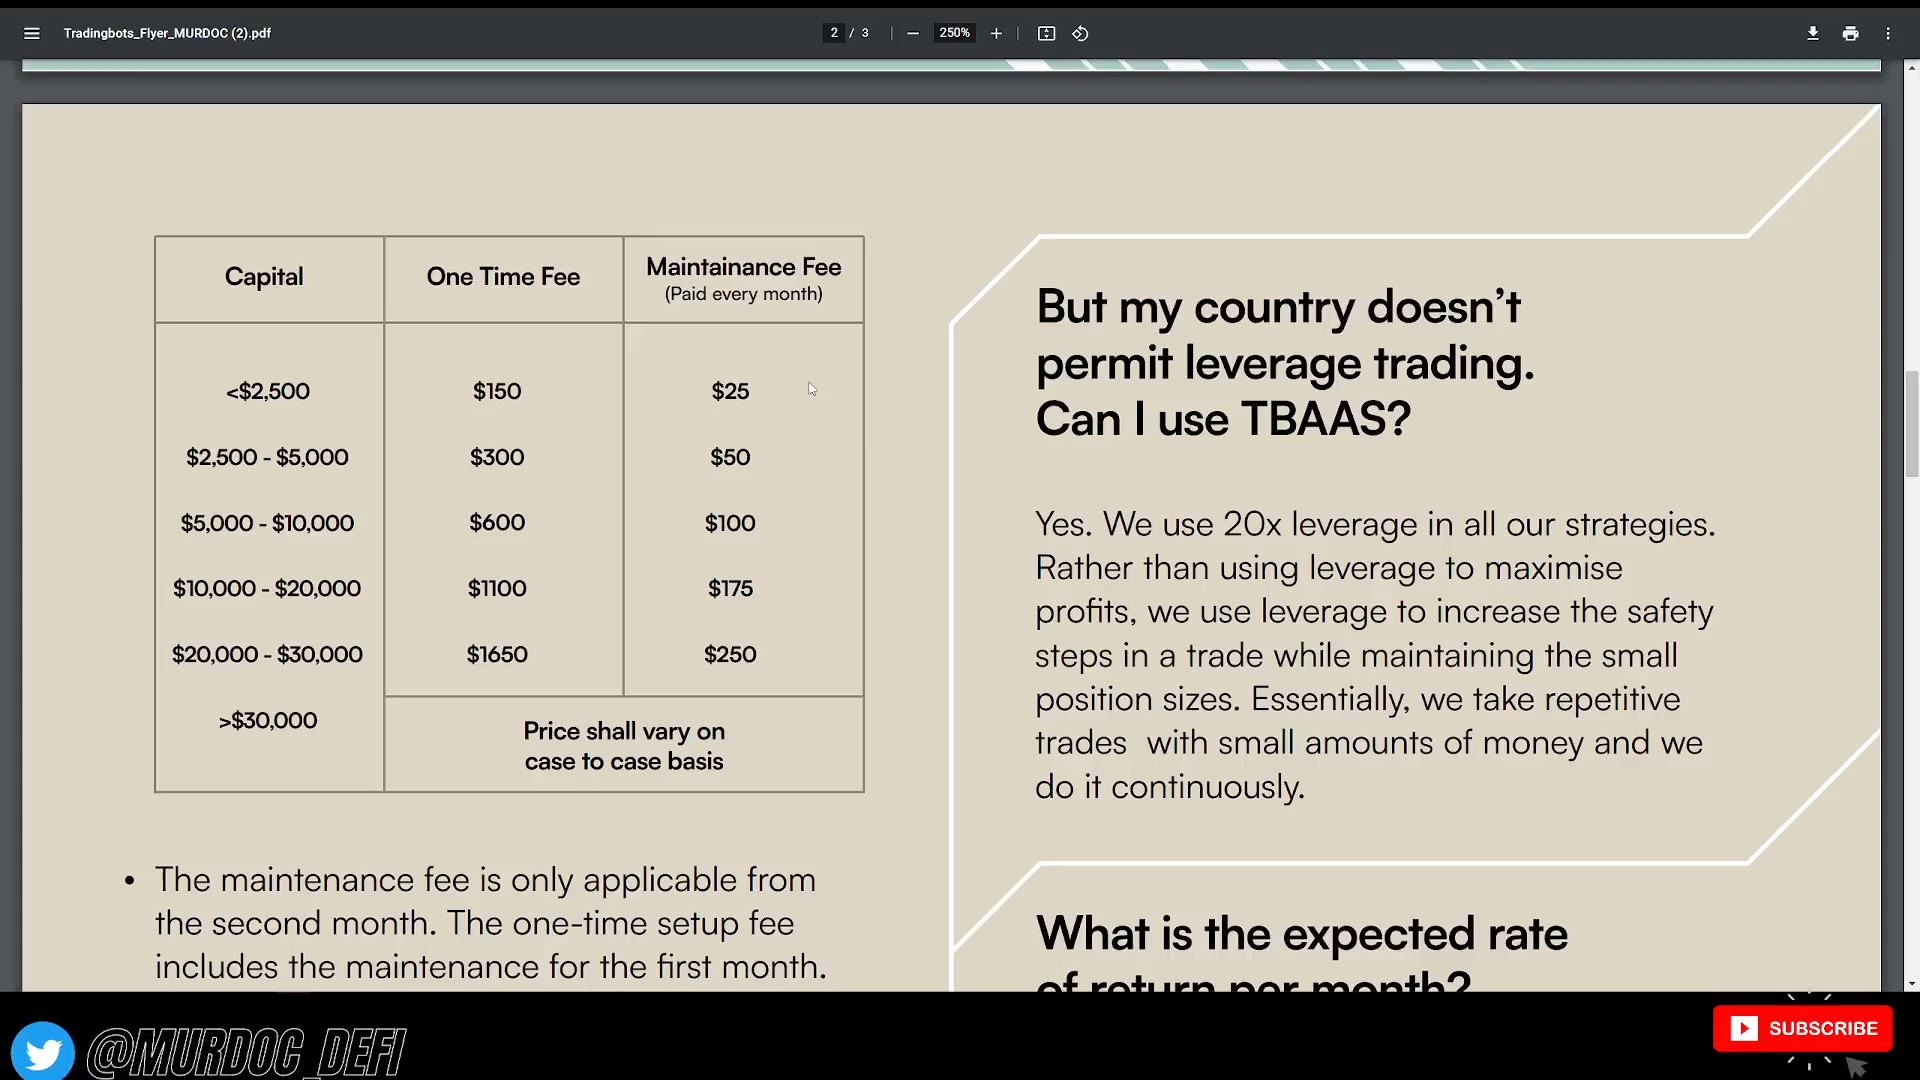 Tradingbots_Flyer_MURDOC (2).pdf
2 / 3
250%
Capital
One Time Fee
Maintainance Fee
(Paid every month)
<$2,500
$150
$25
$2,500 - $5,000
$300
$50
$5,000 - $10,000
$600
$100
$10,000 - $20,000
$1100
$175
$20,000 - $30,000
$1650
$250
>$30,000
Price shall vary on
case to case basis
• The maintenance fee is only applicable from
the second month. The one-time setup fee
includes the maintenance for the first month.
But my country doesn’t
permit leverage trading.
Can I use TBAAS?
Yes. We use 20x leverage in all our strategies.
Rather than using leverage to maximise
profits, we use leverage to increase the safety
steps in a trade while maintaining the small
position sizes. Essentially, we take repetitive
trades with small amounts of money and we
do it continuously.
What is the expected rate
of return per month?
@MURDOC_DEFI
SUBSCRIBE